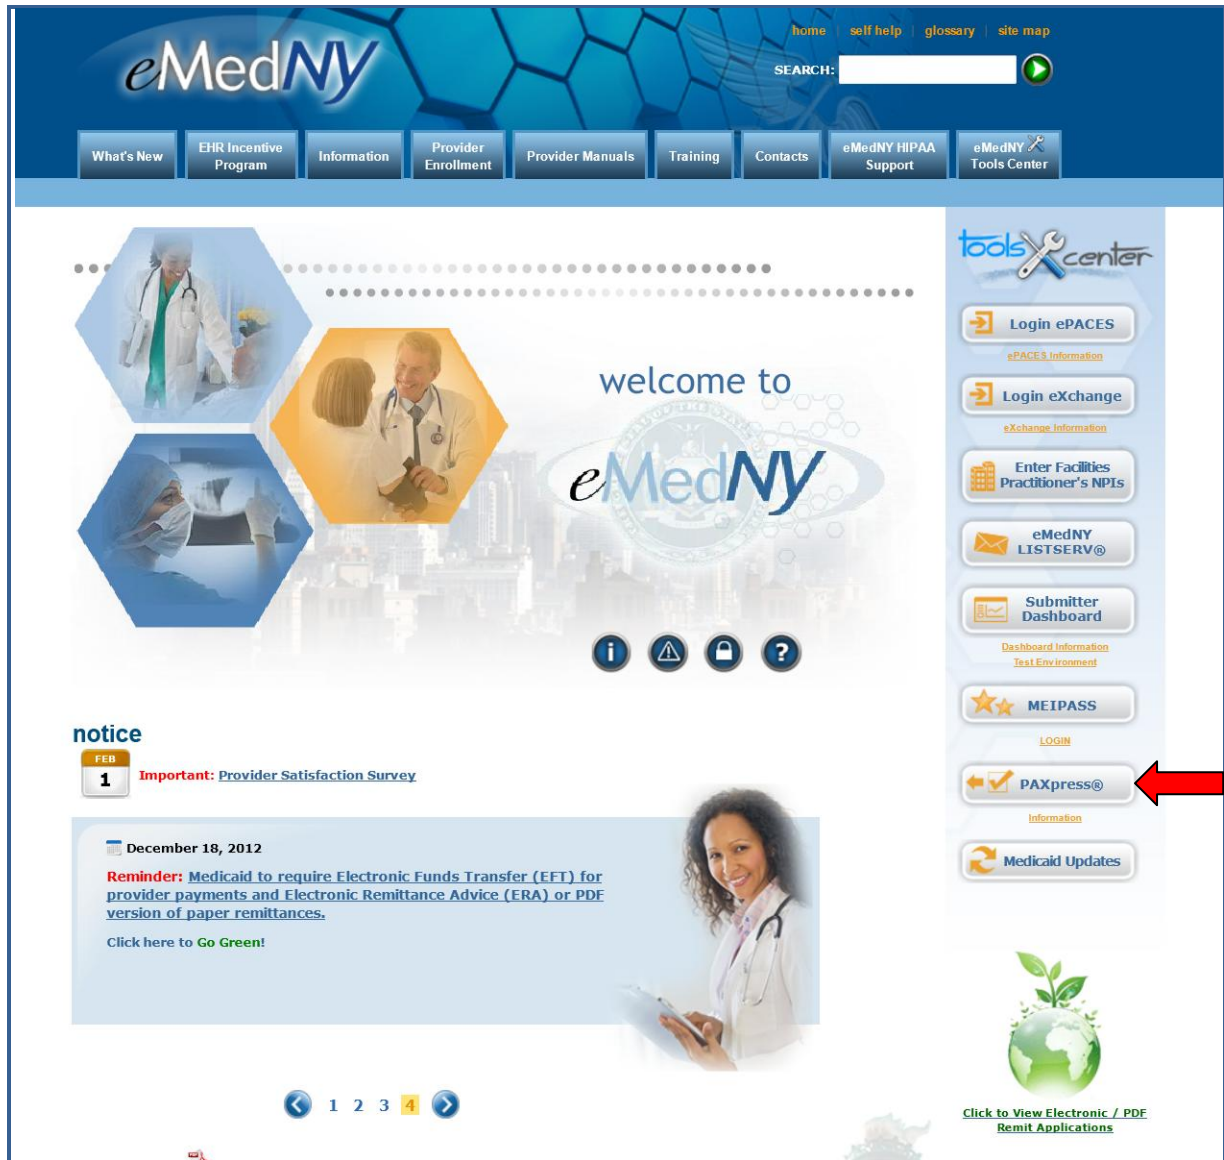 eMedNY
home | self help | glossary | site map
SEARCH:
What's New
EHR Incentive
Program
Information
Provider
Enrollment
Provider Manuals
Training
Contacts
eMedNY HIPAA
Support
eMedNY
Tools Center
tools center
welcome to
eMedNY
Login ePACES
ePACES Information
Login eXchange
eXchange Information
Enter Facilities
Practitioner's NPIs
eMedNY
LISTSERV®
Submitter
Dashboard
Dashboard Information
Test Environment
MEIPASS
LOGIN
PAXpress®
Information
Medicaid Updates
notice
FEB
1
Important: Provider Satisfaction Survey
December 18, 2012
Reminder: Medicaid to require Electronic Funds Transfer (EFT) for
provider payments and Electronic Remittance Advice (ERA) or PDF
version of paper remittances.
Click here to Go Green!
1 2 3 4
Click to View Electronic / PDF
Remit Applications